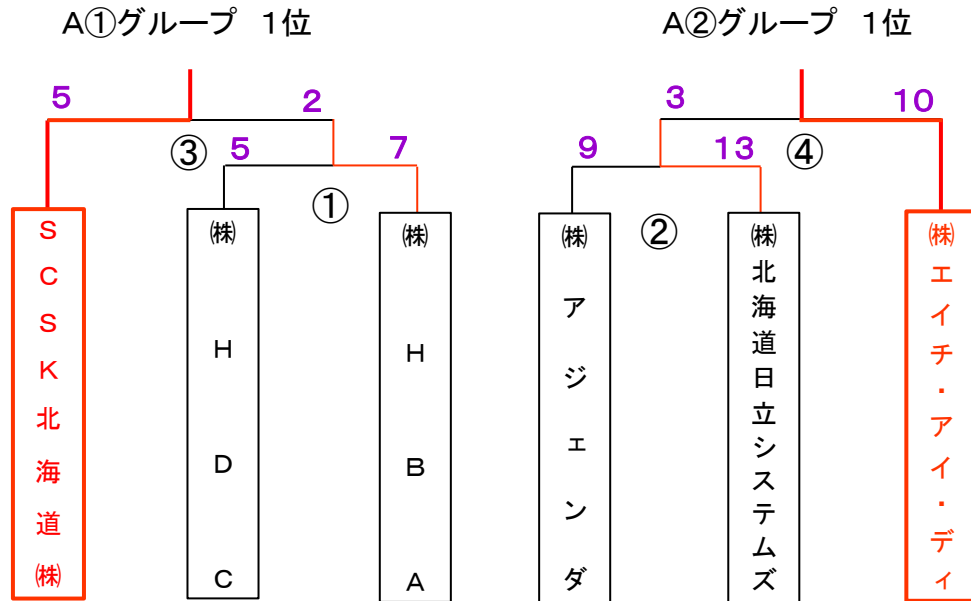 A①グループ 1位
A②グループ 1位
5
2
3
10
③
5
7
9
13
④
①
②
SCSK北海道㈱
㈱HDC
㈱HBA
㈱アジェンダ
㈱北海道日立システムズ
㈱エイチ・アイ・ディ